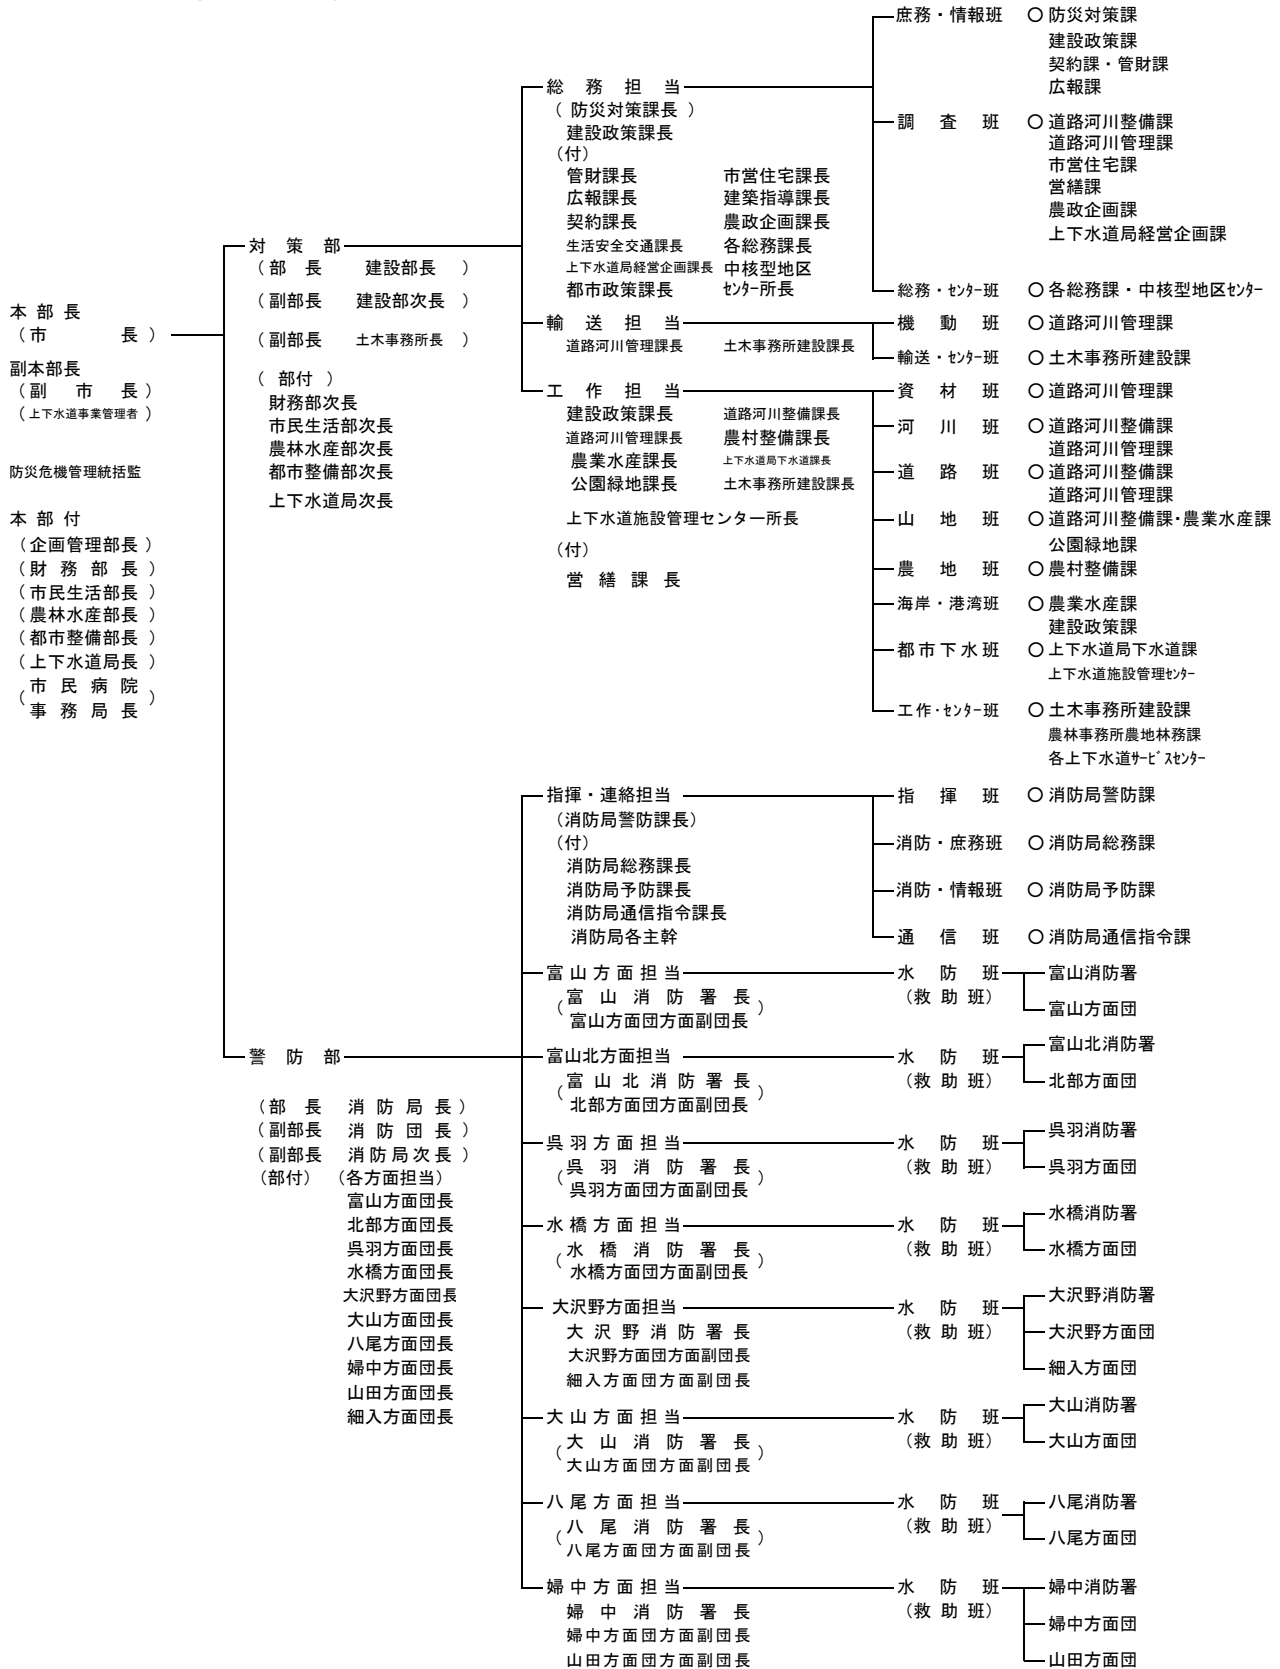 本部長
（市長）
副本部長
（副市長）
（上下水道事業管理者）
防災危機管理統括監
本部付
（企画管理部長）
（財務部長）
（市民生活部長）
（農林水産部長）
（都市整備部長）
（上下水道局長）
（市民病院
事務局長）
対策部
（部長　建設部長）
（副部長　建設部次長）
（副部長　土木事務所長）
（部付）
財務部次長
市民生活部次長
農林水産部次長
都市整備部次長
上下水道局次長
警防部
（部長　消防局長）
（副部長　消防団長）
（副部長　消防局次長）
（部付）（各方面担当）
富山方面団長
北部方面団長
呉羽方面団長
水橋方面団長
大沢野方面団長
大山方面団長
八尾方面団長
婦中方面団長
山田方面団長
細入方面団長
総務担当
（防災対策課長）
建設政策課長
（付）
管財課長　市営住宅課長
広報課長　建築指導課長
契約課長　農政企画課長
生活安全交通課長　各総務課長
上下水道局経営企画課長　中核型地区
都市政策課長　ｾﾝﾀｰ所長
輸送担当
道路河川管理課長　土木事務所建設課長
工作担当
建設政策課長　道路河川整備課長
道路河川管理課長　農村整備課長
農業水産課長　上下水道局下水道課長
公園緑地課長　土木事務所建設課長
上下水道施設管理センター所長
（付）
営繕課長
庶務・情報班　○防災対策課
建設政策課
契約課・管財課
広報課
調査班　○道路河川整備課
道路河川管理課
市営住宅課
営繕課
農政企画課
上下水道局経営企画課
総務・ｾﾝﾀｰ班　○各総務課・中核型地区ｾﾝﾀｰ
機動班　○道路河川管理課
輸送・ｾﾝﾀｰ班　○土木事務所建設課
資材班　○道路河川管理課
河川班　○道路河川整備課
道路河川管理課
道路班　○道路河川整備課
道路河川管理課
山地班　○道路河川整備課・農業水産課
公園緑地課
農地班　○農村整備課
海岸・港湾班　○農業水産課
建設政策課
都市下水班　○上下水道局下水道課
上下水道施設管理ｾﾝﾀｰ
工作・ｾﾝﾀｰ班　○土木事務所建設課
農林事務所農地林務課
各上下水道ｻｰﾋﾞｽｾﾝﾀｰ
指揮・連絡担当
（消防局警防課長）
（付）
消防局総務課長
消防局予防課長
消防局通信指令課長
消防局各主幹
指揮班　○消防局警防課
消防・庶務班　○消防局総務課
消防・情報班　○消防局予防課
通信班　○消防局通信指令課
富山方面担当
（富山消防署長
富山方面団方面副団長）
水防班
（救助班）
富山消防署
富山方面団
富山北方面担当
（富山北消防署長
北部方面団方面副団長）
水防班
（救助班）
富山北消防署
北部方面団
呉羽方面担当
（呉羽消防署長
呉羽方面団方面副団長）
水防班
（救助班）
呉羽消防署
呉羽方面団
水橋方面担当
（水橋消防署長
水橋方面団方面副団長）
水防班
（救助班）
水橋消防署
水橋方面団
大沢野方面担当
大沢野消防署長
大沢野方面団方面副団長
細入方面団方面副団長
水防班
（救助班）
大沢野消防署
大沢野方面団
細入方面団
大山方面担当
（大山消防署長
大山方面団方面副団長）
水防班
（救助班）
大山消防署
大山方面団
八尾方面担当
（八尾消防署長
八尾方面団方面副団長）
水防班
（救助班）
八尾消防署
八尾方面団
婦中方面担当
婦中消防署長
婦中方面団方面副団長
山田方面団方面副団長
水防班
（救助班）
婦中消防署
婦中方面団
山田方面団